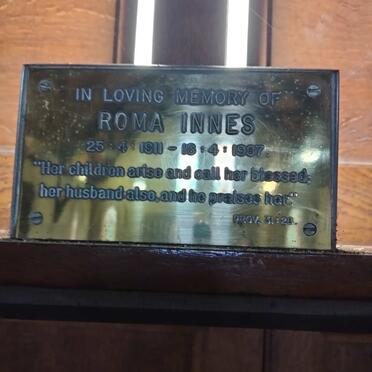 IN LOVING MEMORY OF
ROMA INNES
25·4·1911 - 16·4·1987.
"Her children arise and call her blessed;
her husband also, and he praises her."
PROV. 31:28.